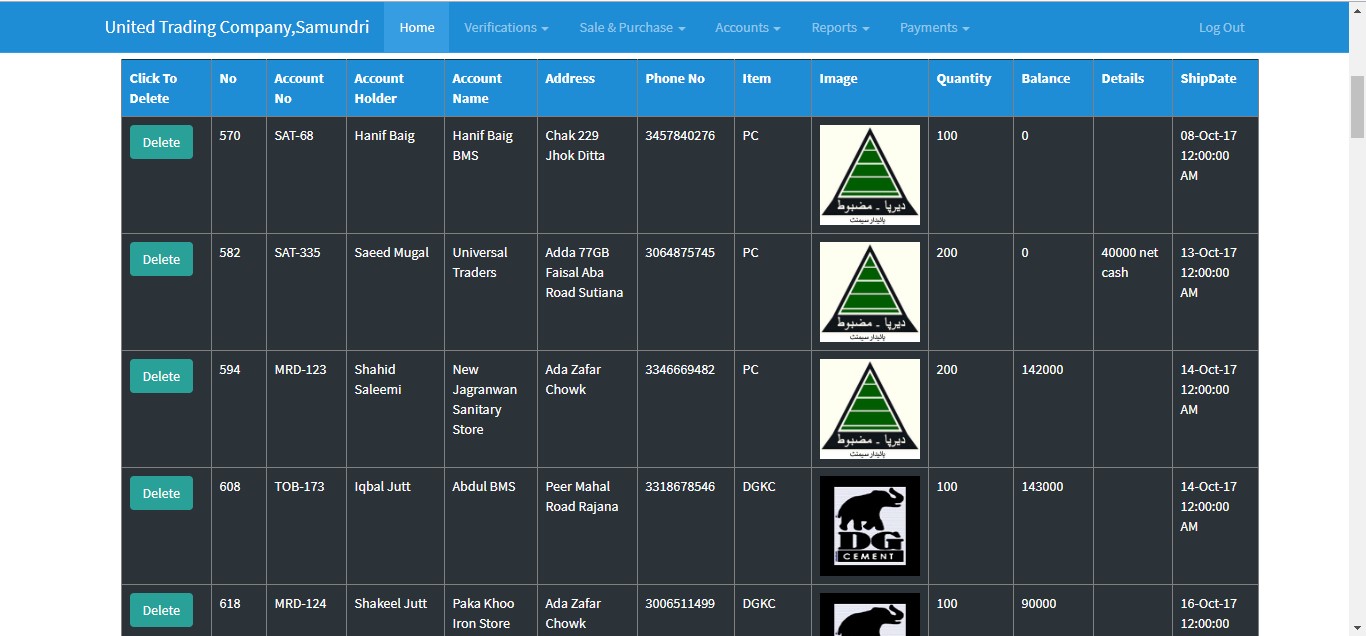 United Trading Company,Samundri Home Verifications Sale & Purchase Accounts Reports Payments Log Out
Click To Delete No Account No Account Holder Account Name Address Phone No Item Image Quantity Balance Details ShipDate
Delete 570 SAT-68 Hanif Baig Hanif Baig BMS Chak 229 Jhok Ditta 3457840276 PC 100 0 08-Oct-17 12:00:00 AM
ديرپا ـ مضبوط
پائیدار سیمنٹ
Delete 582 SAT-335 Saeed Mugal Universal Traders Adda 77GB Faisal Aba Road Sutiana 3064875745 PC 200 0 40000 net cash 13-Oct-17 12:00:00 AM
ديرپا ـ مضبوط
پائیدار سیمنٹ
Delete 594 MRD-123 Shahid Saleemi New Jagranwan Sanitary Store Ada Zafar Chowk 3346669482 PC 200 142000 14-Oct-17 12:00:00 AM
ديرپا ـ مضبوط
پائیدار سیمنٹ
Delete 608 TOB-173 Iqbal Jutt Abdul BMS Peer Mahal Road Rajana 3318678546 DGKC 100 143000 14-Oct-17 12:00:00 AM
DG
CEMENT
Delete 618 MRD-124 Shakeel Jutt Paka Khoo Iron Store Ada Zafar Chowk 3006511499 DGKC 100 90000 16-Oct-17 12:00:00